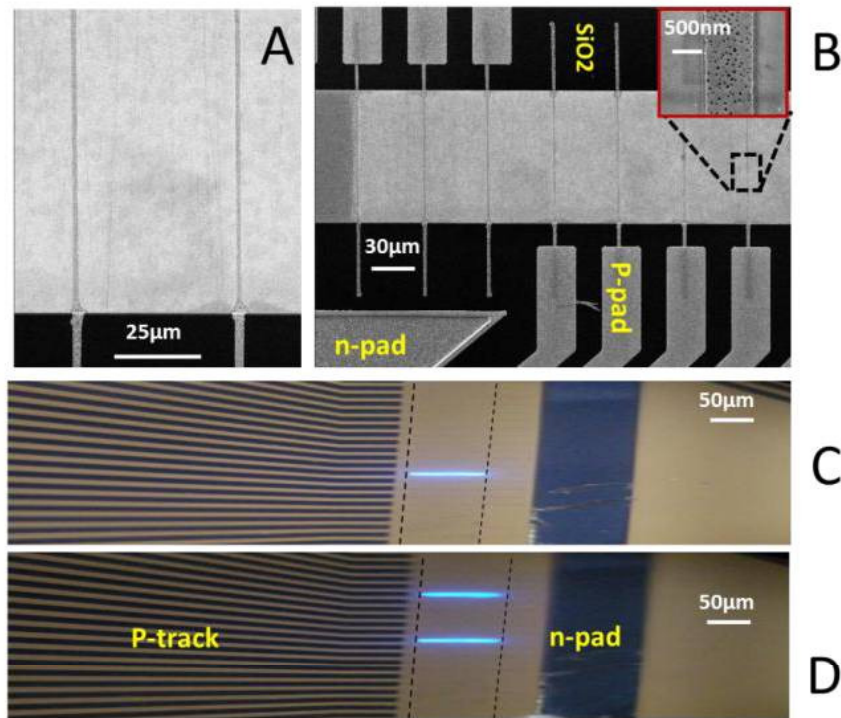 A
25μm
SiO2
500nm
B
30μm
P-pad
n-pad
50μm
C
50μm
P-track
n-pad
D